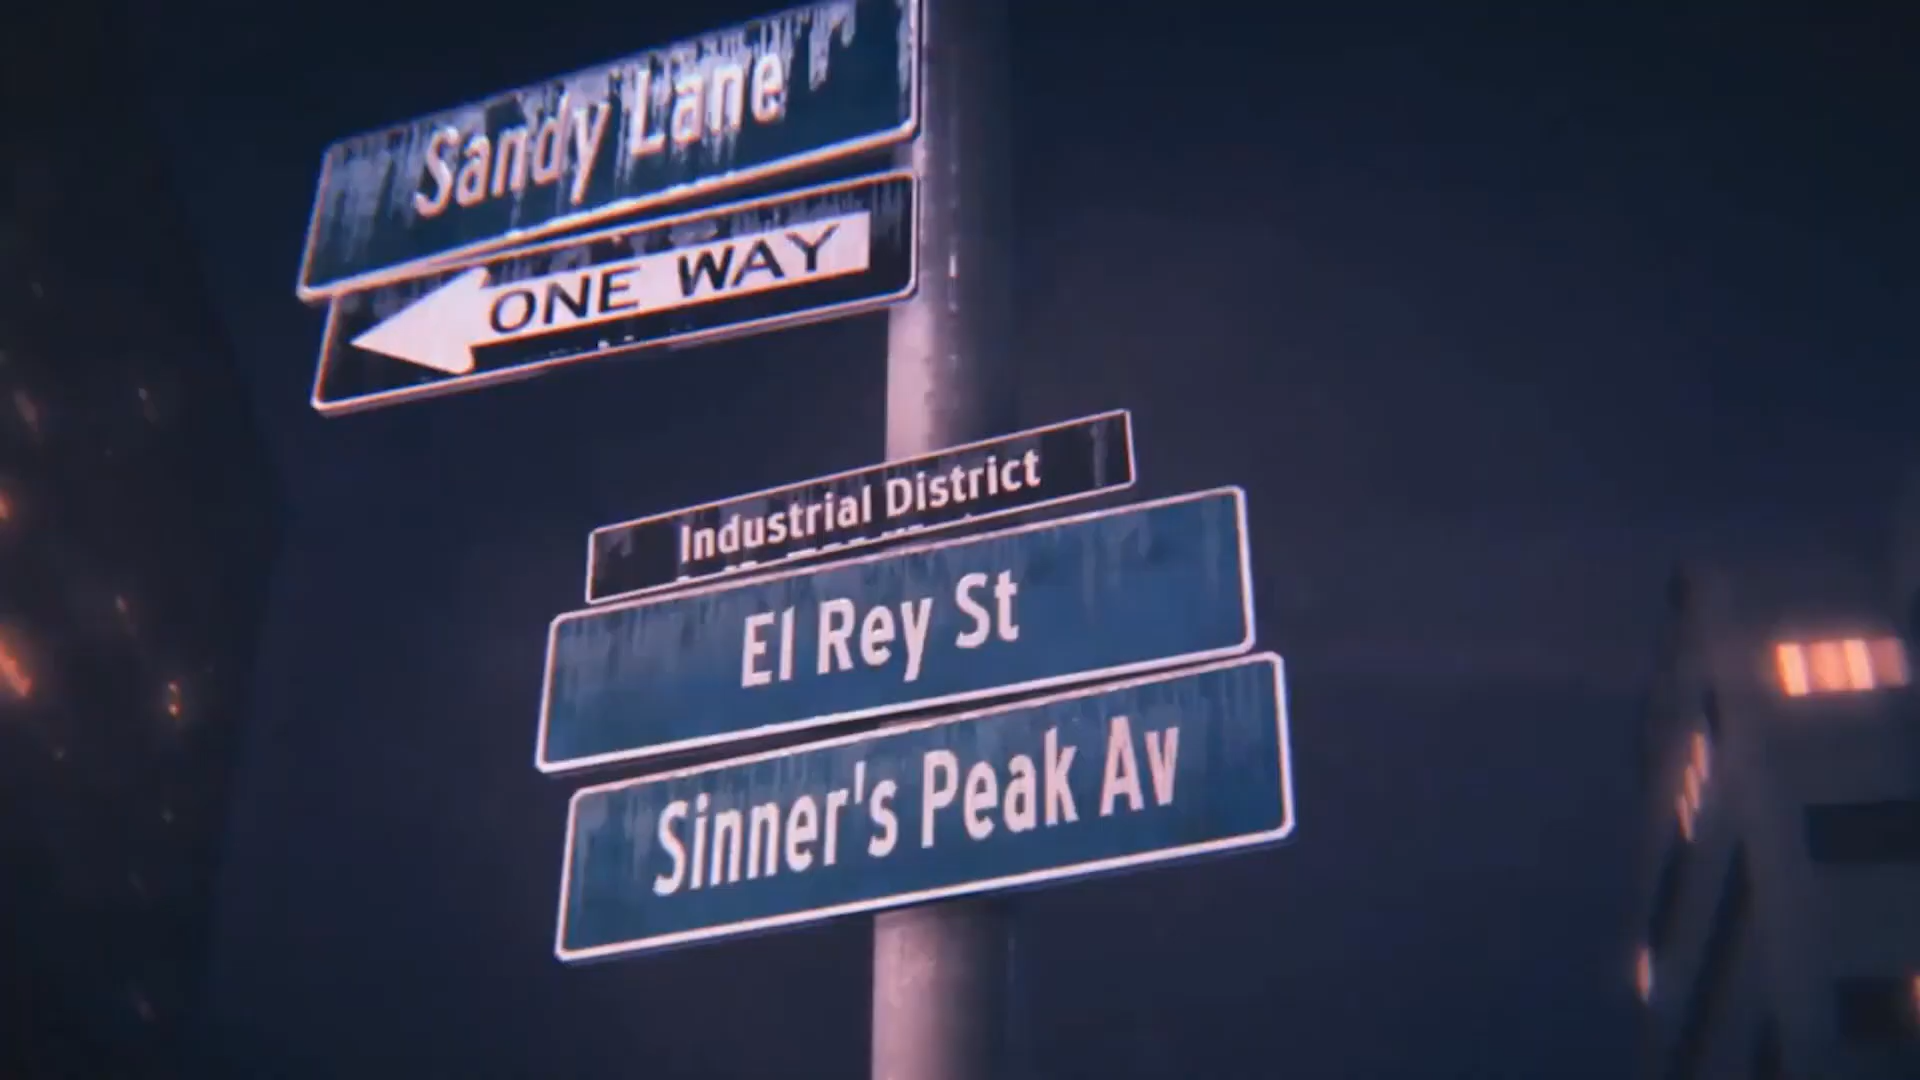 Sandy Lane
ONE WAY
Industrial District
El Rey St
Sinner's Peak Av